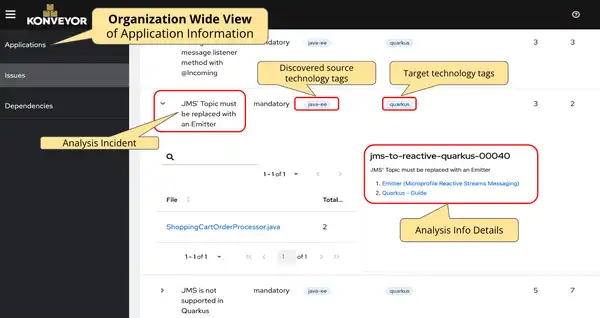 KONVEYOR
Organization Wide View
of Application Information
Applications
Issues
Dependencies
message listener
method with
@Incoming
mandatory
java-ee
quarkus
3
3
Discovered source
technology tags
Target technology tags
JMS' Topic must
be replaced with
an Emitter
mandatory
java-ee
quarkus
3
2
Analysis Incident
1 - 1 of 1
File
Total...
ShoppingCartOrderProcessor.java
2
1 - 1 of 1
1
of 1
jms-to-reactive-quarkus-00040
JMS' Topic must be replaced with an Emitter
1. Emitter (Microprofile Reactive Streams Messaging)
2. Quarkus - Guide
Analysis Info Details
JMS is not
supported in
Quarkus
mandatory
java-ee
quarkus
5
7